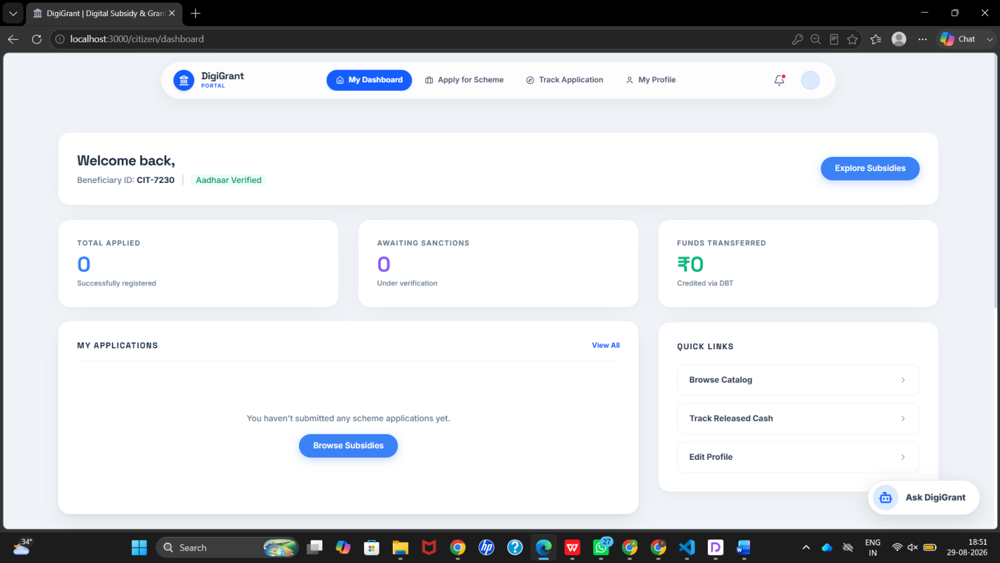 DigiGrant | Digital Subsidy & Gran
localhost:3000/citizen/dashboard
Chat
DigiGrant
PORTAL
My Dashboard
Apply for Scheme
Track Application
My Profile
Welcome back,
Beneficiary ID: CIT-7230
Aadhaar Verified
Explore Subsidies
TOTAL APPLIED
0
Successfully registered
AWAITING SANCTIONS
0
Under verification
FUNDS TRANSFERRED
₹0
Credited via DBT
MY APPLICATIONS
View All
You haven't submitted any scheme applications yet.
Browse Subsidies
QUICK LINKS
Browse Catalog
Track Released Cash
Edit Profile
Ask DigiGrant
34°
Search
27
ENG
IN
18:51
29-08-2026